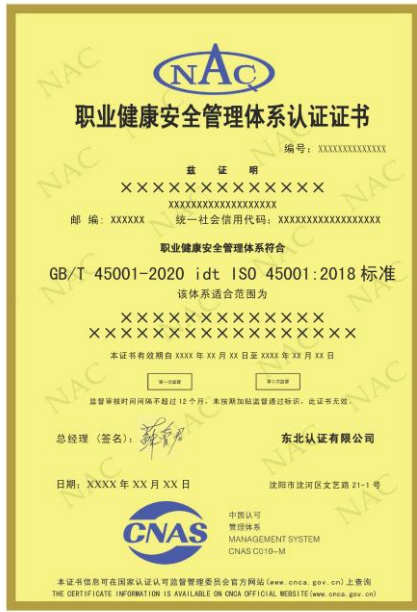 NAC
职业健康安全管理体系认证证书
编号：XXXXXXXXXXXXXX
兹 证 明
×××××××××××××
XXXXXXXXXXXXXXXXXXX
邮 编：XXXXXX 统一社会信用代码：XXXXXXXXXXXXXXXXXX
职业健康安全管理体系符合
GB/T 45001-2020 idt ISO 45001:2018 标准
该体系适合范围为
×××××××××××××
×××××××××××××××××
本证书有效期自 XXXX 年 XX 月 XX 日至 XXXX 年 XX 月 XX 日
第一次监督 第二次监督
监督审核时间间隔不超过 12 个月，未按期加贴监督通过标识，此证书无效。
总经理（签名）：
东北认证有限公司
日期：XXXX 年 XX 月 XX 日
沈阳市沈河区文艺路 21-1 号
CNAS
中国认可
管理体系
MANAGEMENT SYSTEM
CNAS C010-M
本证书信息可在国家认证认可监督管理委员会官方网站(www.cnca.gov.cn)上查询
THE CERTIFICATE INFORMATION IS AVAILABLE ON CNCA OFFICIAL WEBSITE(www.cnca.gov.cn)